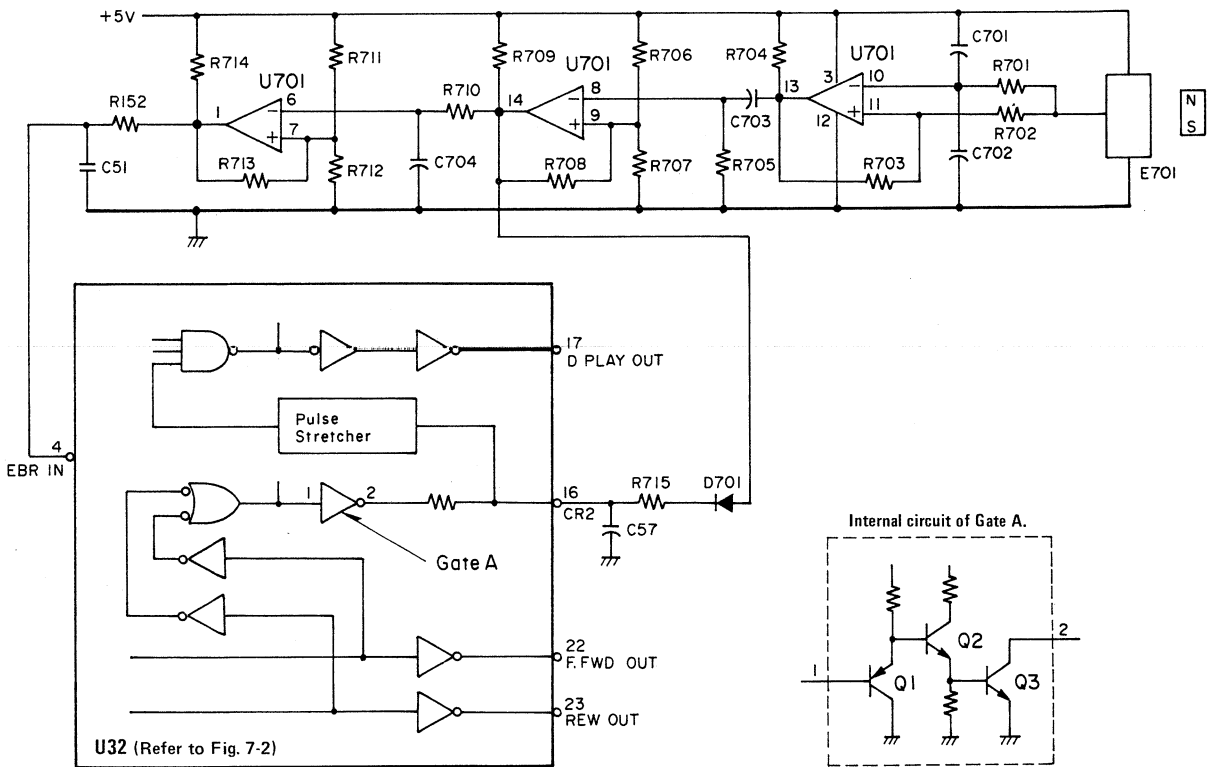 +5V
R714
R711
R709
R706
R704
C701
U701
U701
U701
R701
R152
1
6
7
R710
14
8
9
13
3
10
11
12
C703
R702
N
S
C51
R713
R712
C704
R708
R707
R705
R703
C702
E701
17
D PLAY OUT
Pulse
Stretcher
4
EBR IN
1
2
16
CR2
R715
D701
C57
Gate A
22
F.FWD OUT
23
REW OUT
U32 (Refer to Fig. 7-2)
Internal circuit of Gate A.
1
Q1
Q2
Q3
2